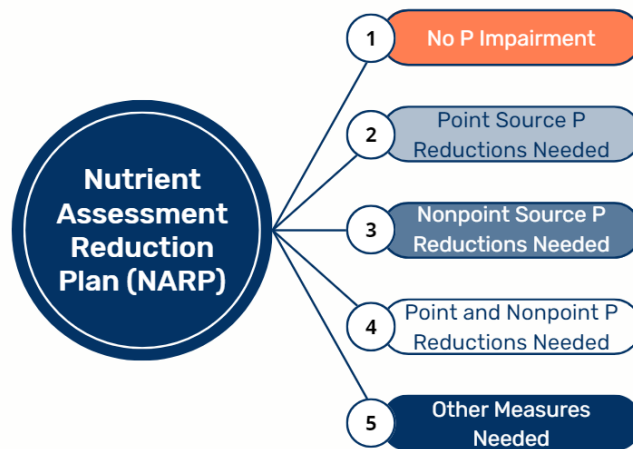 Nutrient
Assessment
Reduction
Plan (NARP)
1
No P Impairment
2
Point Source P
Reductions Needed
3
Nonpoint Source P
Reductions Needed
4
Point and Nonpoint P
Reductions Needed
5
Other Measures
Needed